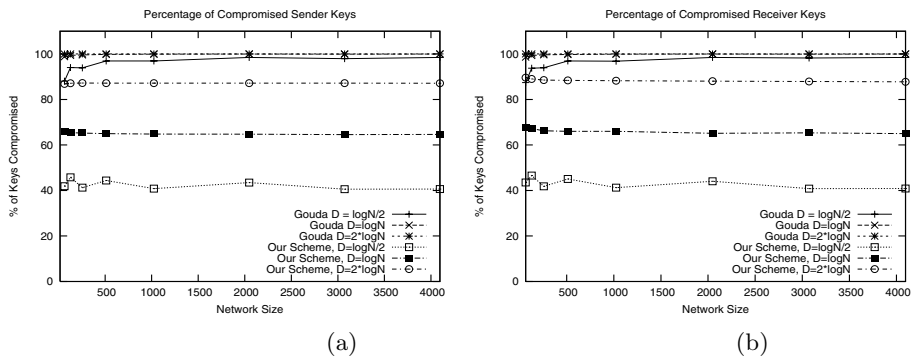 Percentage of Compromised Sender Keys
% of Keys Compromised
100
80
60
40
20
0
Gouda D = logN/2
Gouda D=logN
Gouda D=2*logN
Our Scheme, D=logN/2
Our Scheme, D=logN
Our Scheme, D=2*logN
500 1000 1500 2000 2500 3000 3500 4000
Network Size
(a)
Percentage of Compromised Receiver Keys
% of Keys Compromised
100
80
60
40
20
0
Gouda D = logN/2
Gouda D=logN
Gouda D=2*logN
Our Scheme, D=logN/2
Our Scheme, D=logN
Our Scheme, D=2*logN
500 1000 1500 2000 2500 3000 3500 4000
Network Size
(b)